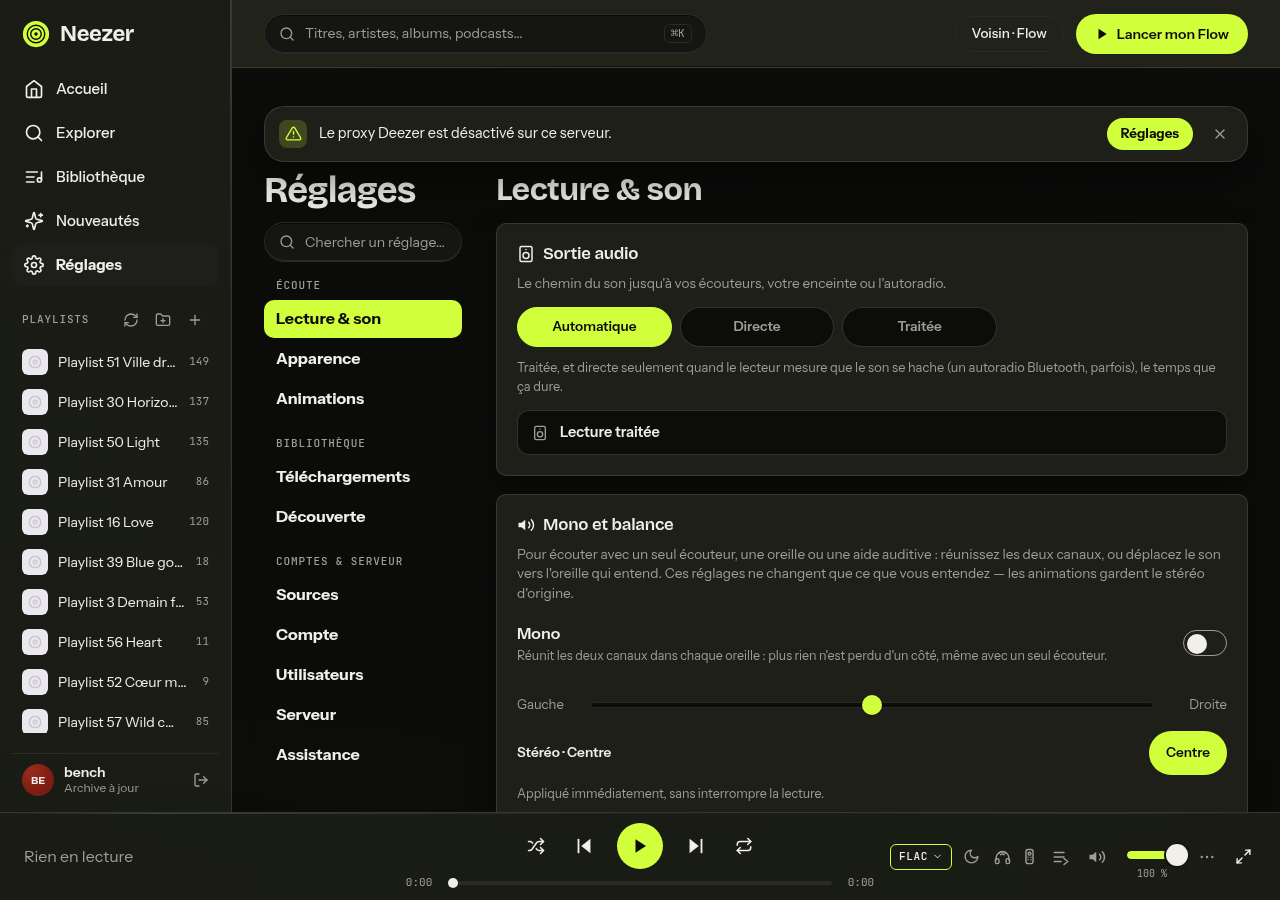 Neezer
Titres, artistes, albums, podcasts...
⌘K
Voisin · Flow
Lancer mon Flow
Accueil
Explorer
Bibliothèque
Nouveautés
Réglages
PLAYLISTS
Playlist 51 Ville dr... 149
Playlist 30 Horizo... 137
Playlist 50 Light 135
Playlist 31 Amour 86
Playlist 16 Love 120
Playlist 39 Blue go... 18
Playlist 3 Demain f... 53
Playlist 56 Heart 11
Playlist 52 Cœur m... 9
Playlist 57 Wild c... 85
BE
bench
Archive à jour
Le proxy Deezer est désactivé sur ce serveur.
Réglages
Réglages
Chercher un réglage...
ÉCOUTE
Lecture & son
Apparence
Animations
BIBLIOTHÈQUE
Téléchargements
Découverte
COMPTES & SERVEUR
Sources
Compte
Utilisateurs
Serveur
Assistance
Lecture & son
Sortie audio
Le chemin du son jusqu'à vos écouteurs, votre enceinte ou l'autoradio.
Automatique
Directe
Traitée
Traitée, et directe seulement quand le lecteur mesure que le son se hache (un autoradio Bluetooth, parfois), le temps que
ça dure.
Lecture traitée
Mono et balance
Pour écouter avec un seul écouteur, une oreille ou une aide auditive : réunissez les deux canaux, ou déplacez le son
vers l'oreille qui entend. Ces réglages ne changent que ce que vous entendez — les animations gardent le stéréo
d'origine.
Mono
Réunit les deux canaux dans chaque oreille : plus rien n'est perdu d'un côté, même avec un seul écouteur.
Gauche
Droite
Stéréo · Centre
Centre
Appliqué immédiatement, sans interrompre la lecture.
Rien en lecture
0:00
0:00
FLAC
100 %